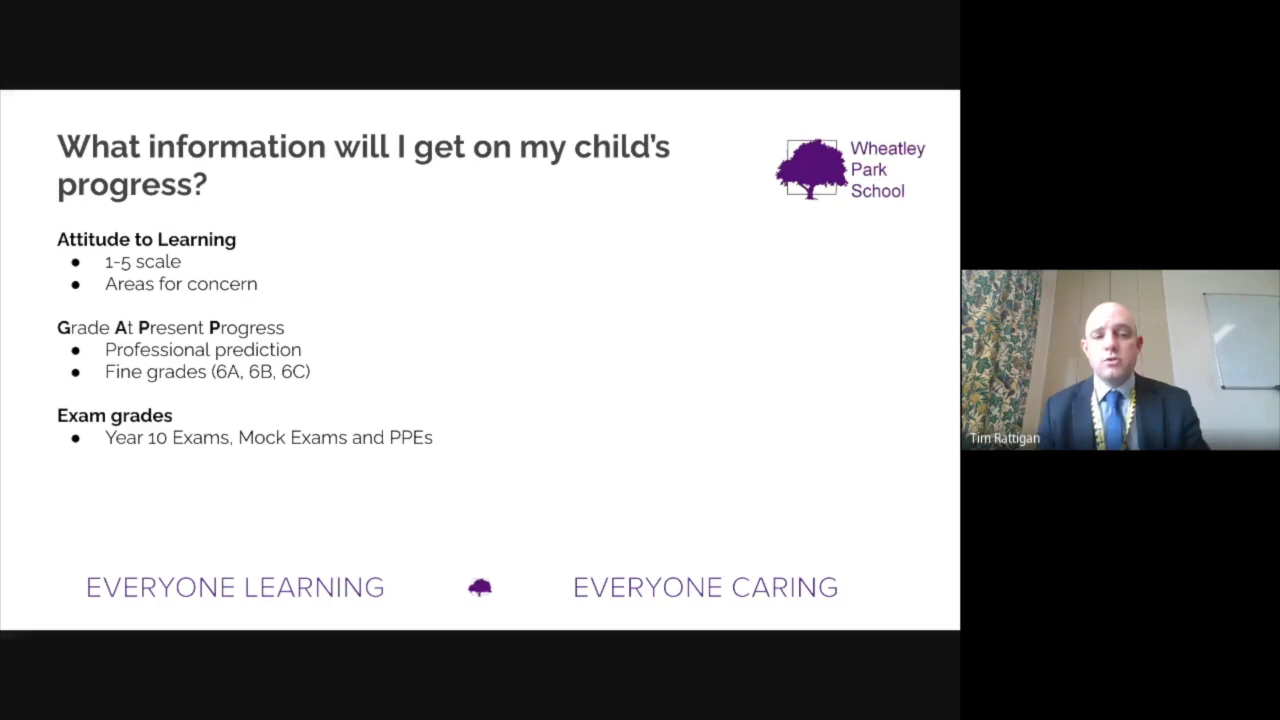 What information will I get on my child's
progress?
Wheatley
Park
School
Attitude to Learning
● 1-5 scale
● Areas for concern
Grade At Present Progress
● Professional prediction
● Fine grades (6A, 6B, 6C)
Exam grades
● Year 10 Exams, Mock Exams and PPEs
EVERYONE LEARNING EVERYONE CARING
Tim Rattigan